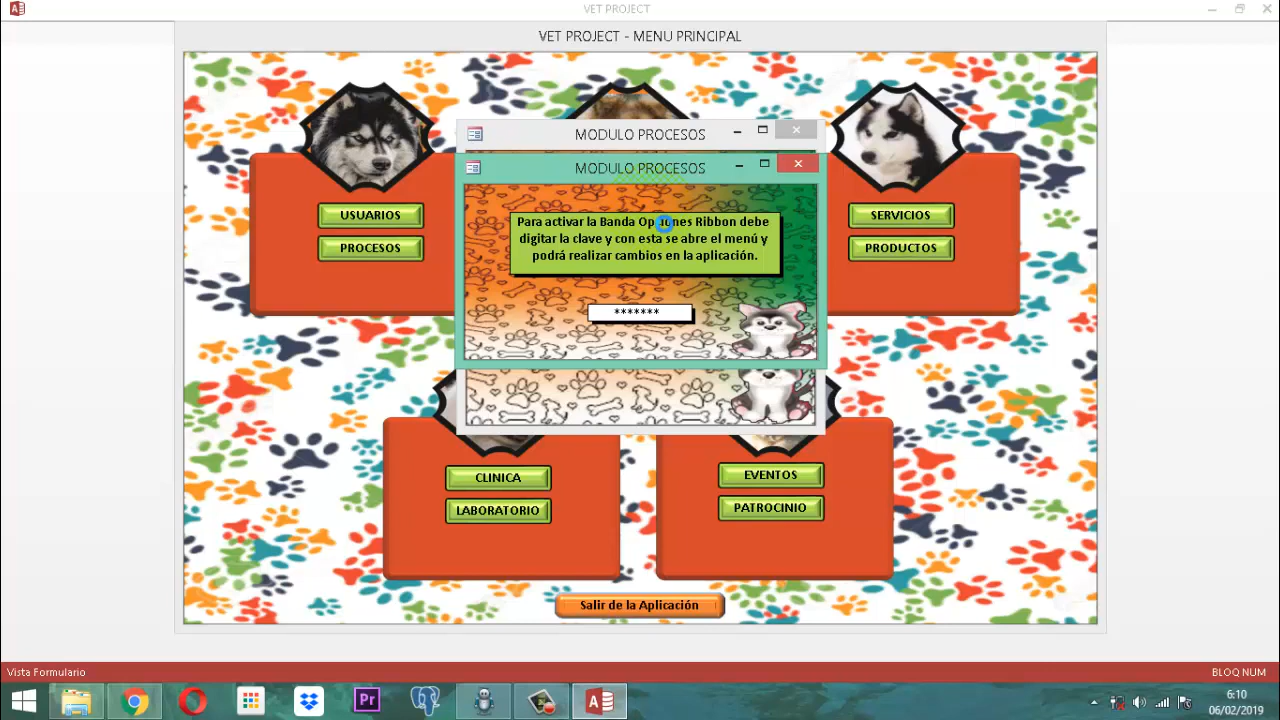 VET PROJECT
VET PROJECT - MENU PRINCIPAL
MODULO PROCESOS
MODULO PROCESOS
USUARIOS
PROCESOS
SERVICIOS
PRODUCTOS
Para activar la Banda Opciones Ribbon debe
digitar la clave y con esta se abre el menú y
podrá realizar cambios en la aplicación.
*******
CLINICA
LABORATORIO
EVENTOS
PATROCINIO
Salir de la Aplicación
Vista Formulario
BLOQ NUM
Pr
6:10
06/02/2019